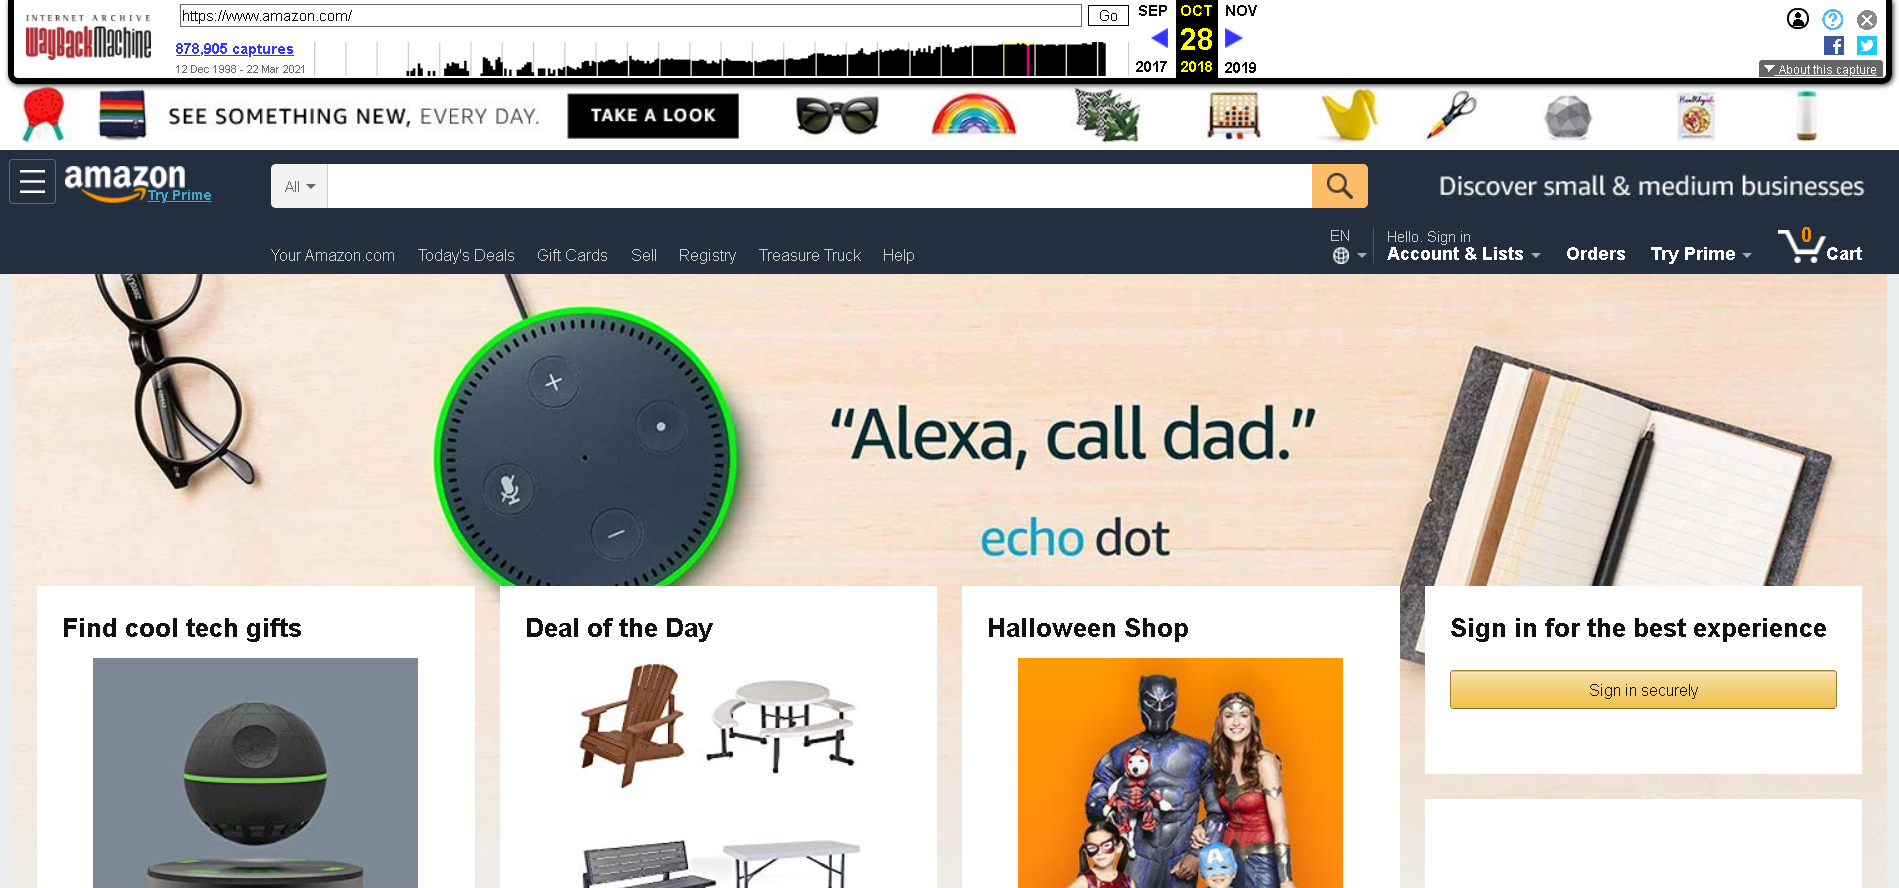 INTERNET ARCHIVE
WayBackMachine
https://www.amazon.com/
Go
878,905 captures
12 Dec 1998 - 22 Mar 2021
SEP OCT NOV
28
2017 2018 2019
About this capture
SEE SOMETHING NEW, EVERY DAY.
TAKE A LOOK
amazon
Try Prime
All
Discover small & medium businesses
Your Amazon.com Today's Deals Gift Cards Sell Registry Treasure Truck Help
EN
Hello. Sign in
Account & Lists
Orders
Try Prime
0
Cart
“Alexa, call dad.”
echo dot
Find cool tech gifts
Deal of the Day
Halloween Shop
Sign in for the best experience
Sign in securely